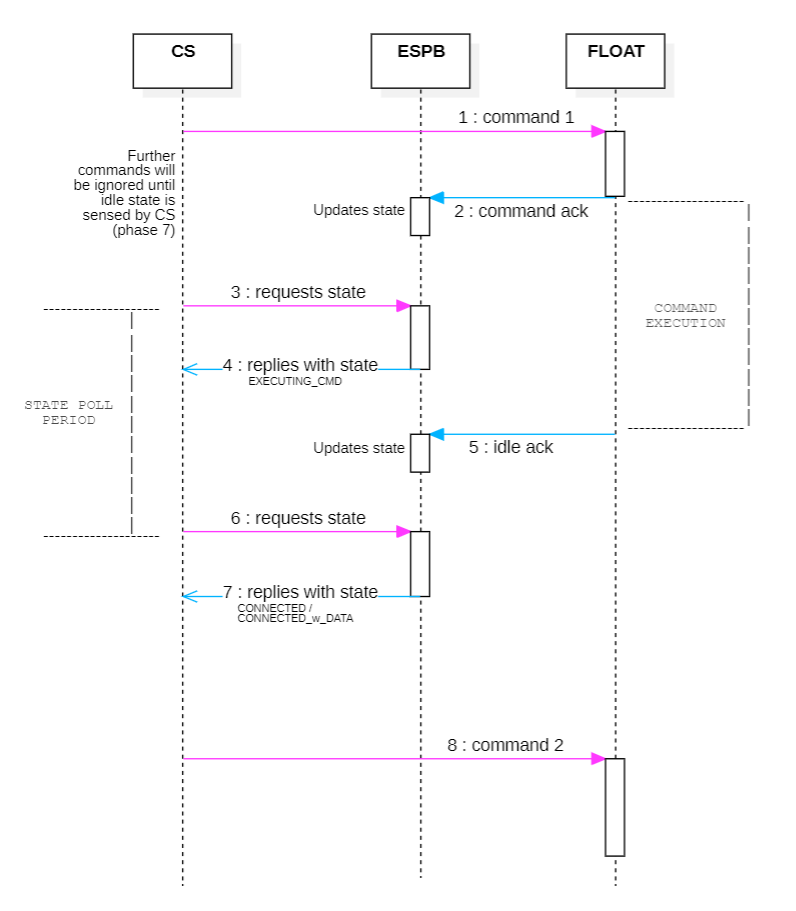 CS
ESPB
FLOAT
1 : command 1
Further
commands will
be ignored until
idle state is
sensed by CS
(phase 7)
Updates state
2 : command ack
3 : requests state
COMMAND
EXECUTION
4 : replies with state
EXECUTING_CMD
STATE POLL
PERIOD
Updates state
5 : idle ack
6 : requests state
7 : replies with state
CONNECTED /
CONNECTED_w_DATA
8 : command 2